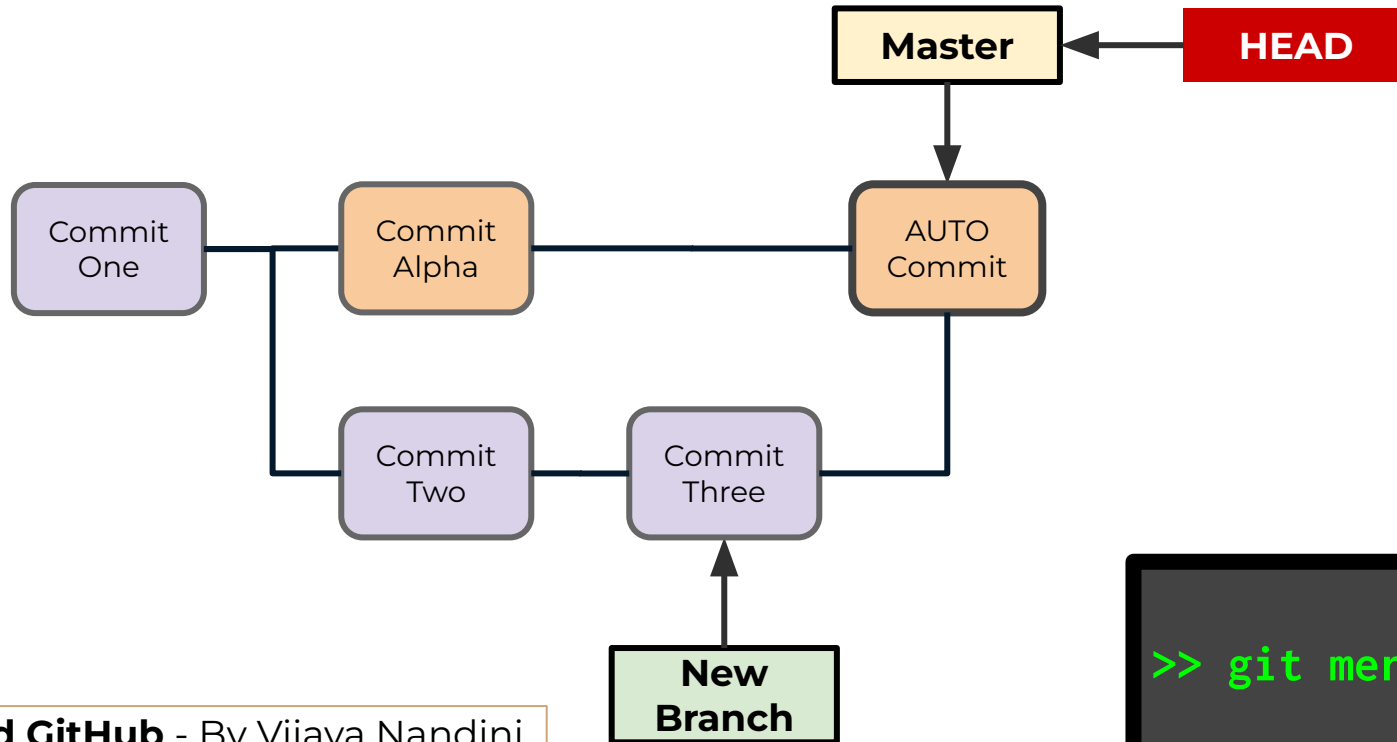 Master
HEAD
Commit
One
Commit
Alpha
AUTO
Commit
Commit
Two
Commit
Three
New
Branch
>> git mer
d GitHub - By Vijaya Nandini